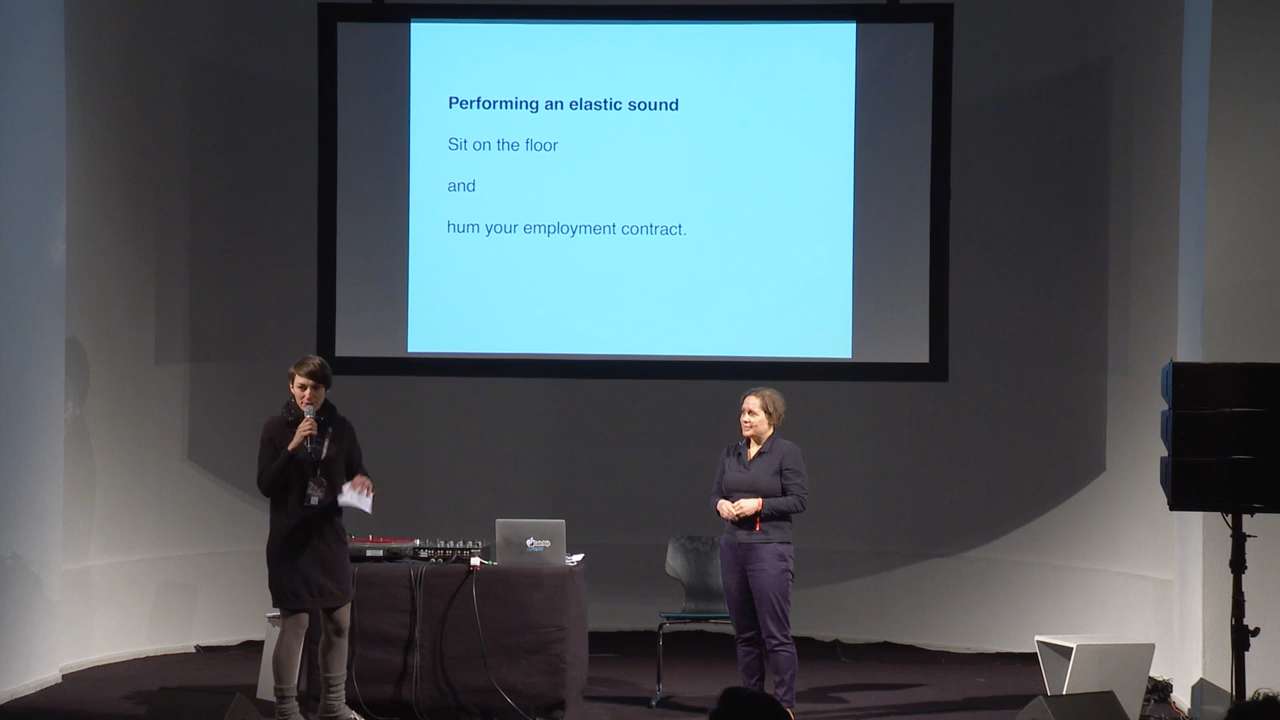 Performing an elastic sound
Sit on the floor
and
hum your employment contract.